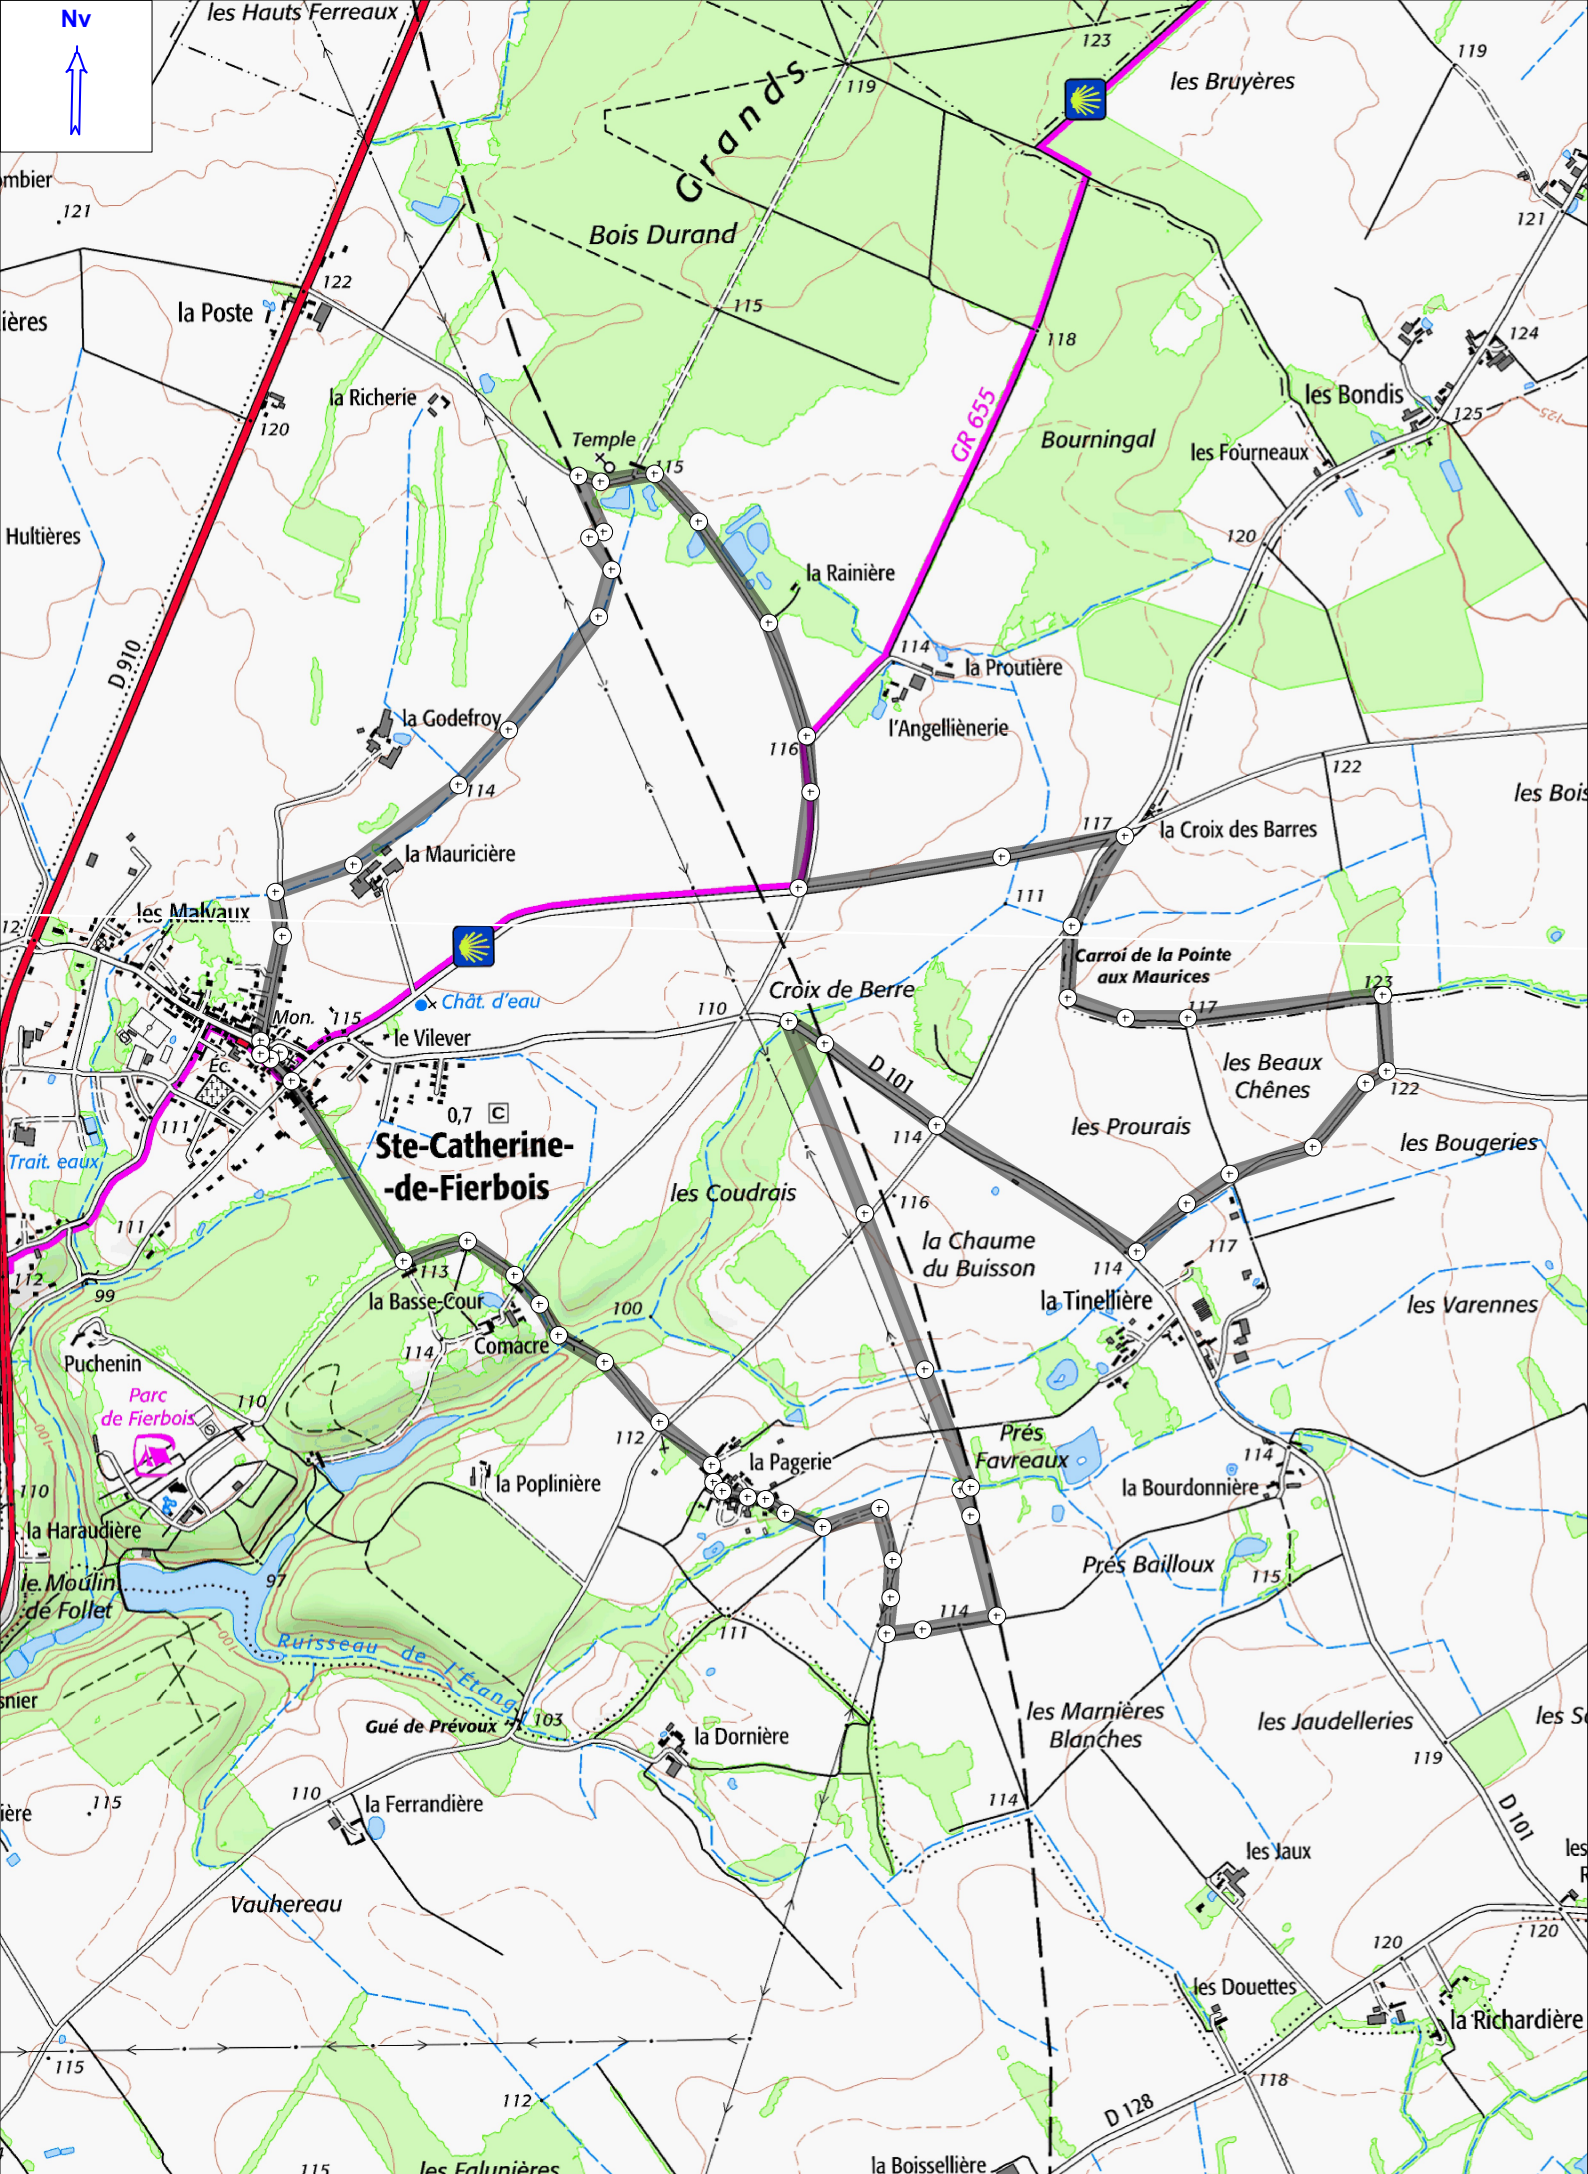 Nv
les Hauts Ferreaux
123
119
les Bruyères
119
Grands
ombier
121
121
Bois Durand
122
la Poste
ières
115
118
124
la Richerie
les Bondis
125
125
120
GR 655
Temple
115
Bourningal
les Fourneaux
Hultières
120
la Rainière
D 910
114
la Proutière
la Godefroy
l'Angelliènerie
116
122
114
les Bois
117
la Croix des Barres
la Mauricière
111
les Malvaux
12
Carroi de la Pointe
aux Maurices
123
Croix de Berre
Chât. d'eau
110
Mon.
115
117
le Vilever
Éc.
D 101
les Beaux
Chênes
122
0,7 C
111
114
les Prourais
Ste-Catherine-
-de-Fierbois
les Bougeries
Trait. eaux
les Coudrais
116
111
la Chaume
du Buisson
117
112
113
114
99
la Basse-Cour
100
la Tinellière
les Varennes
Comacre
114
Puchenin
Parc
de Fierbois
110
112
Prés
Favreaux
114
100
la Pagerie
la Poplinière
la Bourdonnière
110
la Haraudière
Prés Bailloux
115
97
le Moulin
de Follet
114
111
100
Ruisseau de l'Étang
snier
les Marnières
Blanches
les Jaudelleries
les So
Gué de Prévoux
103
la Dornière
119
110
la Ferrandière
114
115
ière
D 101
les Jaux
les
R
Vauhereau
120
120
les Douettes
la Richardière
115
118
112
D 128
la Boissellière
115
les Falunières